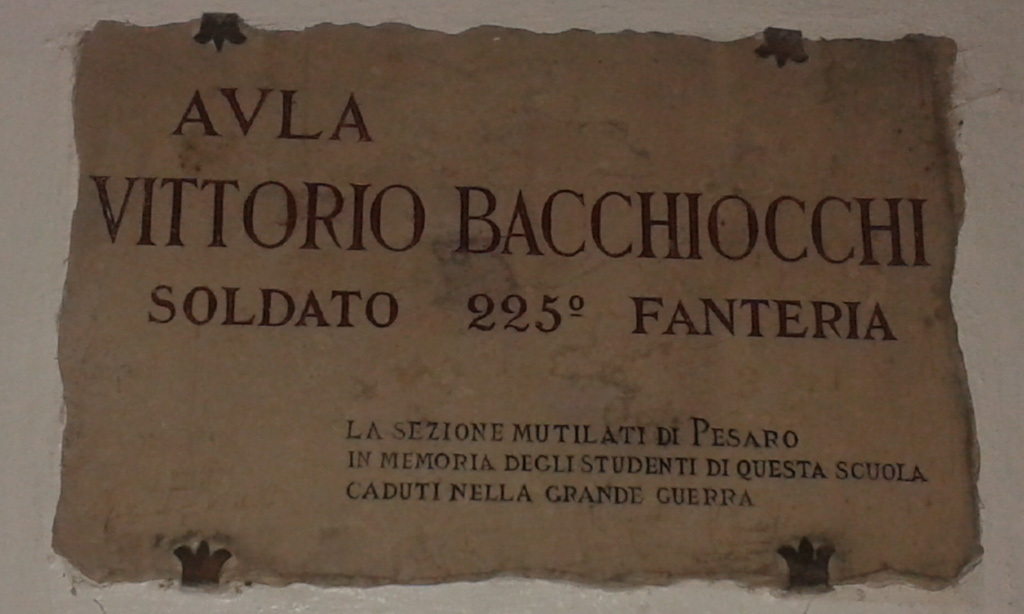 AVLA
VITTORIO BACCHIOCCHI
SOLDATO 225º FANTERIA
LA SEZIONE MUTILATI DI PESARO
IN MEMORIA DEGLI STUDENTI DI QUESTA SCUOLA
CADUTI NELLA GRANDE GUERRA